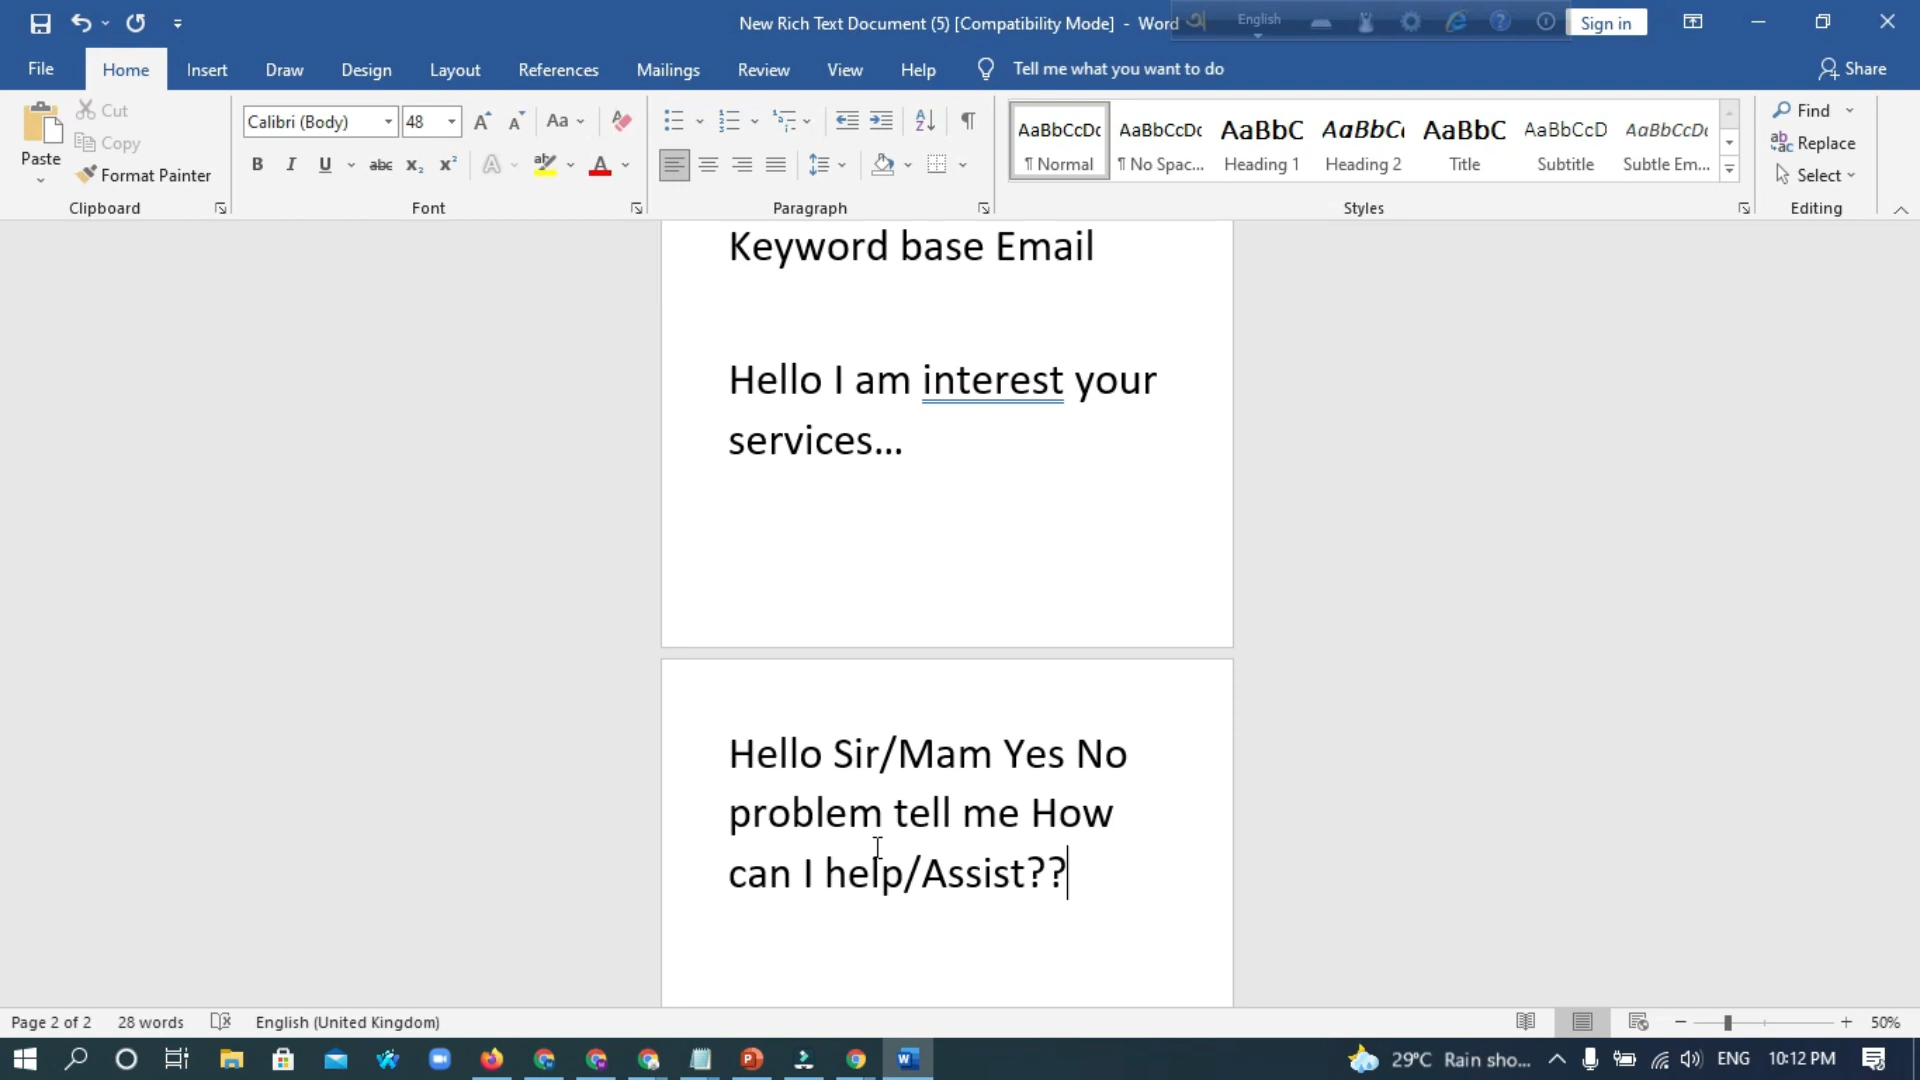 New Rich Text Document (5) [Compatibility Mode] - Word
English
Sign in
File Home Insert Draw Design Layout References Mailings Review View Help Tell me what you want to do Share
Paste
Cut
Copy
Format Painter
Clipboard
Calibri (Body) 48
Font
Paragraph
AaBbCcDc ¶ Normal
AaBbCcDc ¶ No Spac...
AaBbC Heading 1
AaBbC Heading 2
AaBbC Title
AaBbCcD Subtitle
AaBbCcDc Subtle Em...
Styles
Find
Replace
Select
Editing
Keyword base Email
Hello I am interest your
services...
Hello Sir/Mam Yes No
problem tell me How
can I help/Assist??
Page 2 of 2 28 words English (United Kingdom) 50%
29°C Rain sho... ENG 10:12 PM